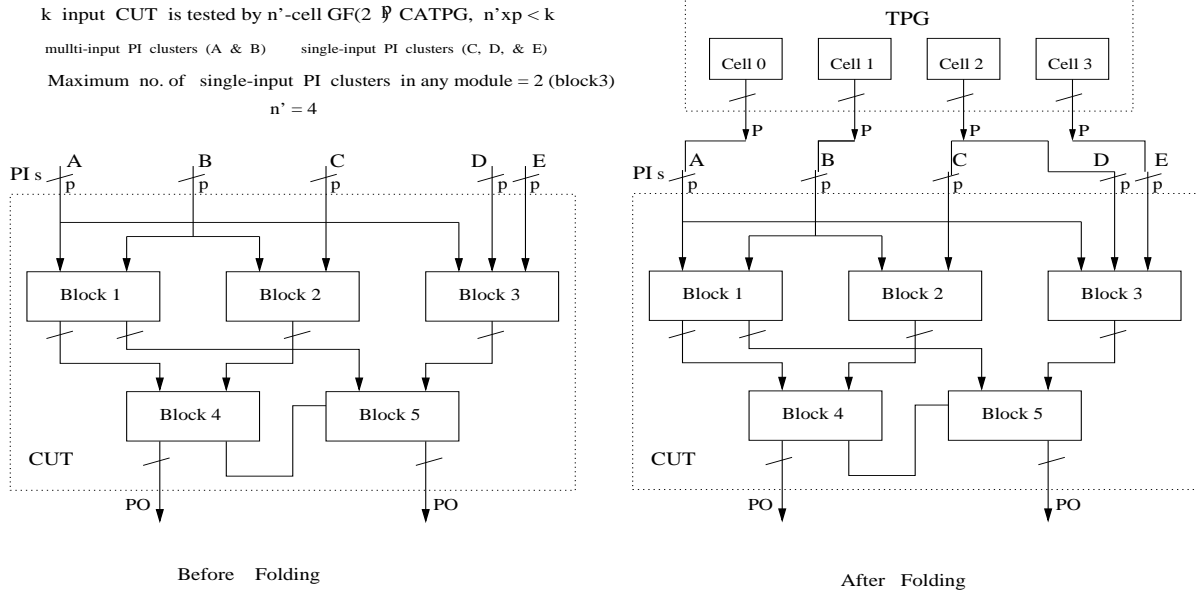 k input CUT is tested by n'-cell GF(2 P) CATPG, n'xp < k
mullti-input PI clusters (A & B) single-input PI clusters (C, D, & E)
Maximum no. of single-input PI clusters in any module = 2 (block3)
n' = 4
TPG
Cell 0 Cell 1 Cell 2 Cell 3
P P P P
PI s A B C D E
p p p p
PI s A B C D E
p p p p
Block 1 Block 2 Block 3
Block 1 Block 2 Block 3
Block 4 Block 5
Block 4 Block 5
CUT
CUT
PO PO
PO PO
Before Folding
After Folding